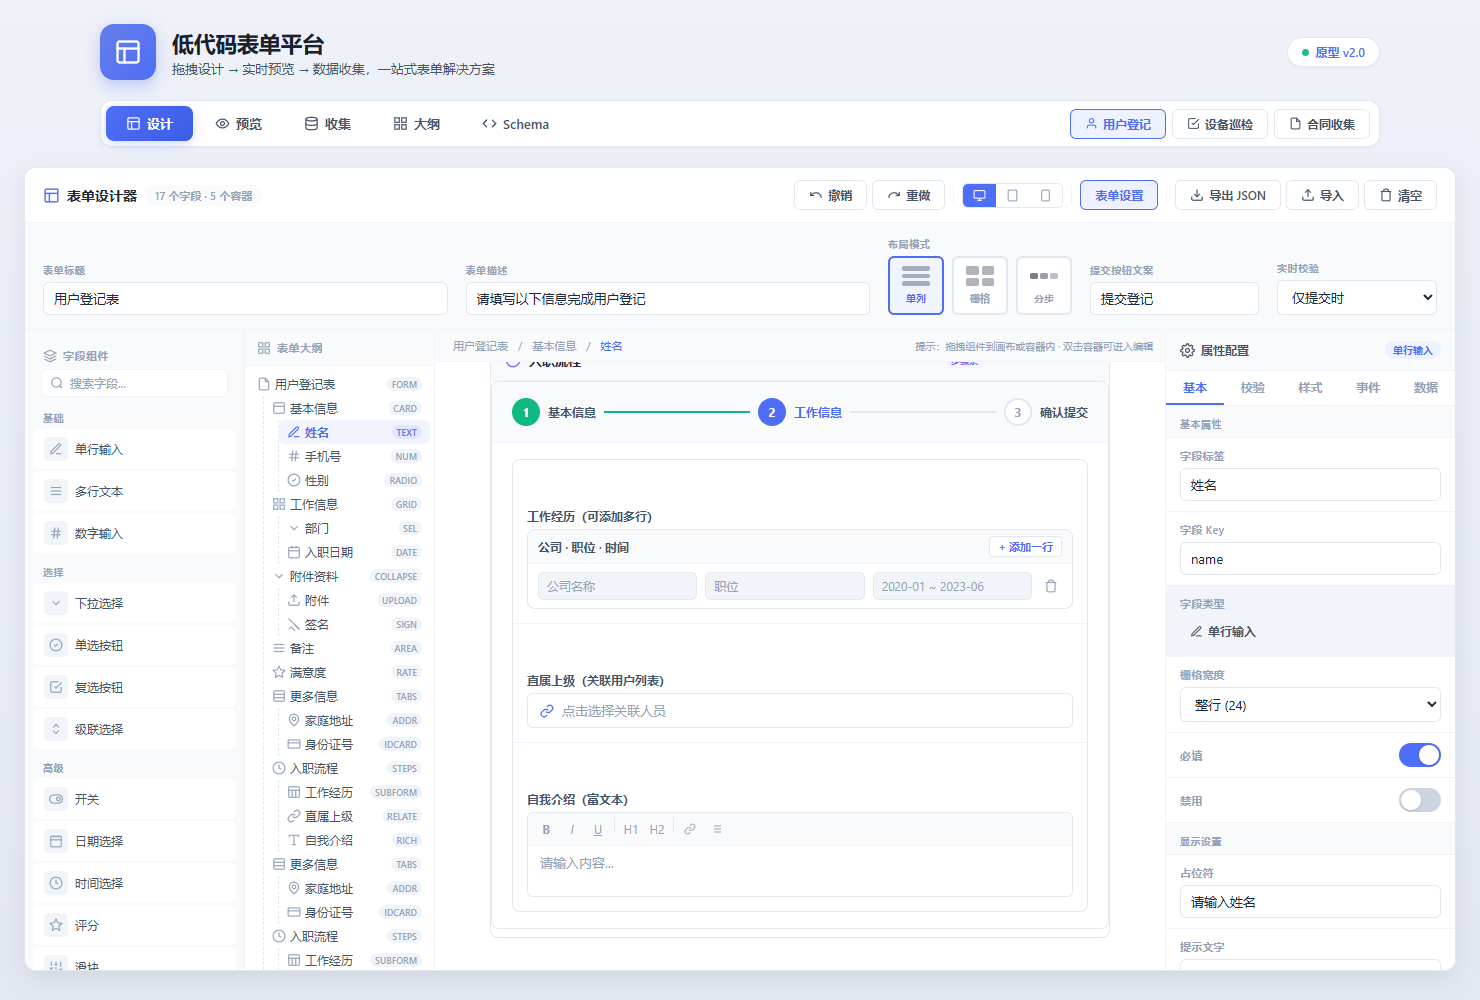 低代码表单平台
拖拽设计 → 实时预览 → 数据收集，一站式表单解决方案
原型 v2.0
设计
预览
收集
大纲
Schema
用户登记
设备巡检
合同收集
表单设计器
17 个字段 · 5 个容器
撤销
重做
表单设置
导出 JSON
导入
清空
表单标题
用户登记表
表单描述
请填写以下信息完成用户登记
布局模式
单列
栅格
分步
提交按钮文案
提交登记
实时校验
仅提交时
字段组件
搜索字段...
基础
单行输入
多行文本
数字输入
选择
下拉选择
单选按钮
复选按钮
级联选择
高级
开关
日期选择
时间选择
评分
滑块
表单大纲
用户登记表 FORM
基本信息 CARD
姓名 TEXT
手机号 NUM
性别 RADIO
工作信息 GRID
部门 SEL
入职日期 DATE
附件资料 COLLAPSE
附件 UPLOAD
签名 SIGN
备注 AREA
满意度 RATE
更多信息 TABS
家庭地址 ADDR
身份证号 IDCARD
入职流程 STEPS
工作经历 SUBFORM
直属上级 RELATE
自我介绍 RICH
更多信息 TABS
家庭地址 ADDR
身份证号 IDCARD
入职流程 STEPS
工作经历 SUBFORM
用户登记表 / 基本信息 / 姓名
提示：拖拽组件到画布或容器内 · 双击容器可进入编辑
入职流程
1 基本信息
2 工作信息
3 确认提交
工作经历（可添加多行）
公司 · 职位 · 时间
+ 添加一行
公司名称
职位
2020-01 ~ 2023-06
直属上级（关联用户列表）
点击选择关联人员
自我介绍（富文本）
B I U H1 H2
请输入内容...
属性配置
单行输入
基本
校验
样式
事件
数据
基本属性
字段标签
姓名
字段 Key
name
字段类型
单行输入
栅格宽度
整行 (24)
必填
禁用
显示设置
占位符
请输入姓名
提示文字